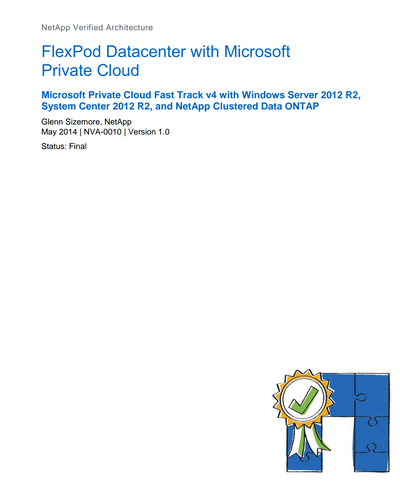 NetApp Verified Architecture
FlexPod Datacenter with Microsoft
Private Cloud
Microsoft Private Cloud Fast Track v4 with Windows Server 2012 R2,
System Center 2012 R2, and NetApp Clustered Data ONTAP
Glenn Sizemore, NetApp
May 2014 | NVA-0010 | Version 1.0
Status: Final